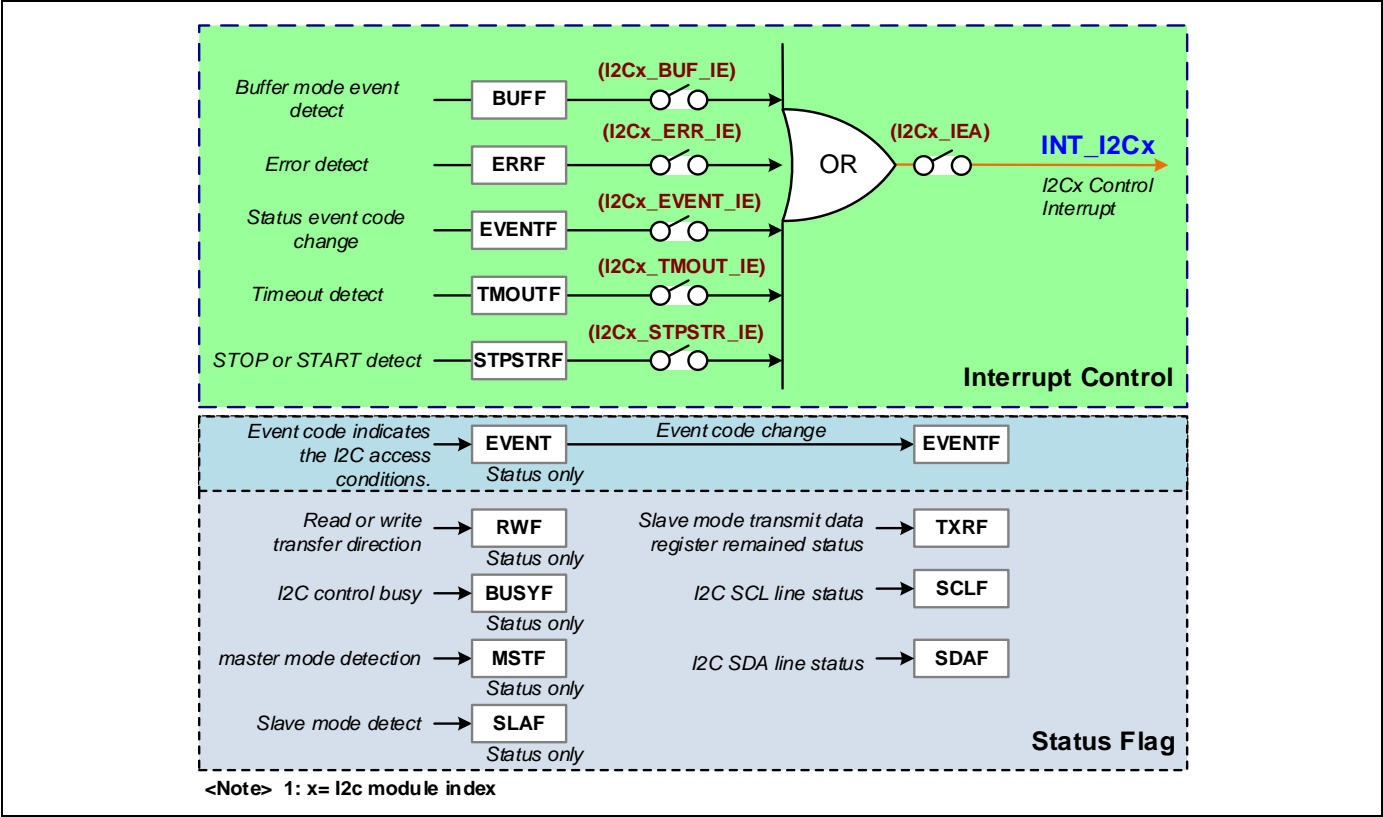 Buffer mode event
detect
BUFF
(I2Cx_BUF_IE)
Error detect
ERRF
(I2Cx_ERR_IE)
Status event code
change
EVENTF
(I2Cx_EVENT_IE)
Timeout detect
TMOUTF
(I2Cx_TMOUT_IE)
STOP or START detect
STPSTRF
(I2Cx_STPSTR_IE)
OR
(I2Cx_IEA)
INT_I2Cx
I2Cx Control
Interrupt
Interrupt Control
Event code indicates
the I2C access
conditions.
EVENT
Status only
Event code change
EVENTF
Read or write
transfer direction
RWF
Status only
Slave mode transmit data
register remained status
TXRF
I2C control busy
BUSYF
Status only
I2C SCL line status
SCLF
master mode detection
MSTF
Status only
I2C SDA line status
SDAF
Slave mode detect
SLAF
Status only
Status Flag
<Note> 1: x= I2c module index